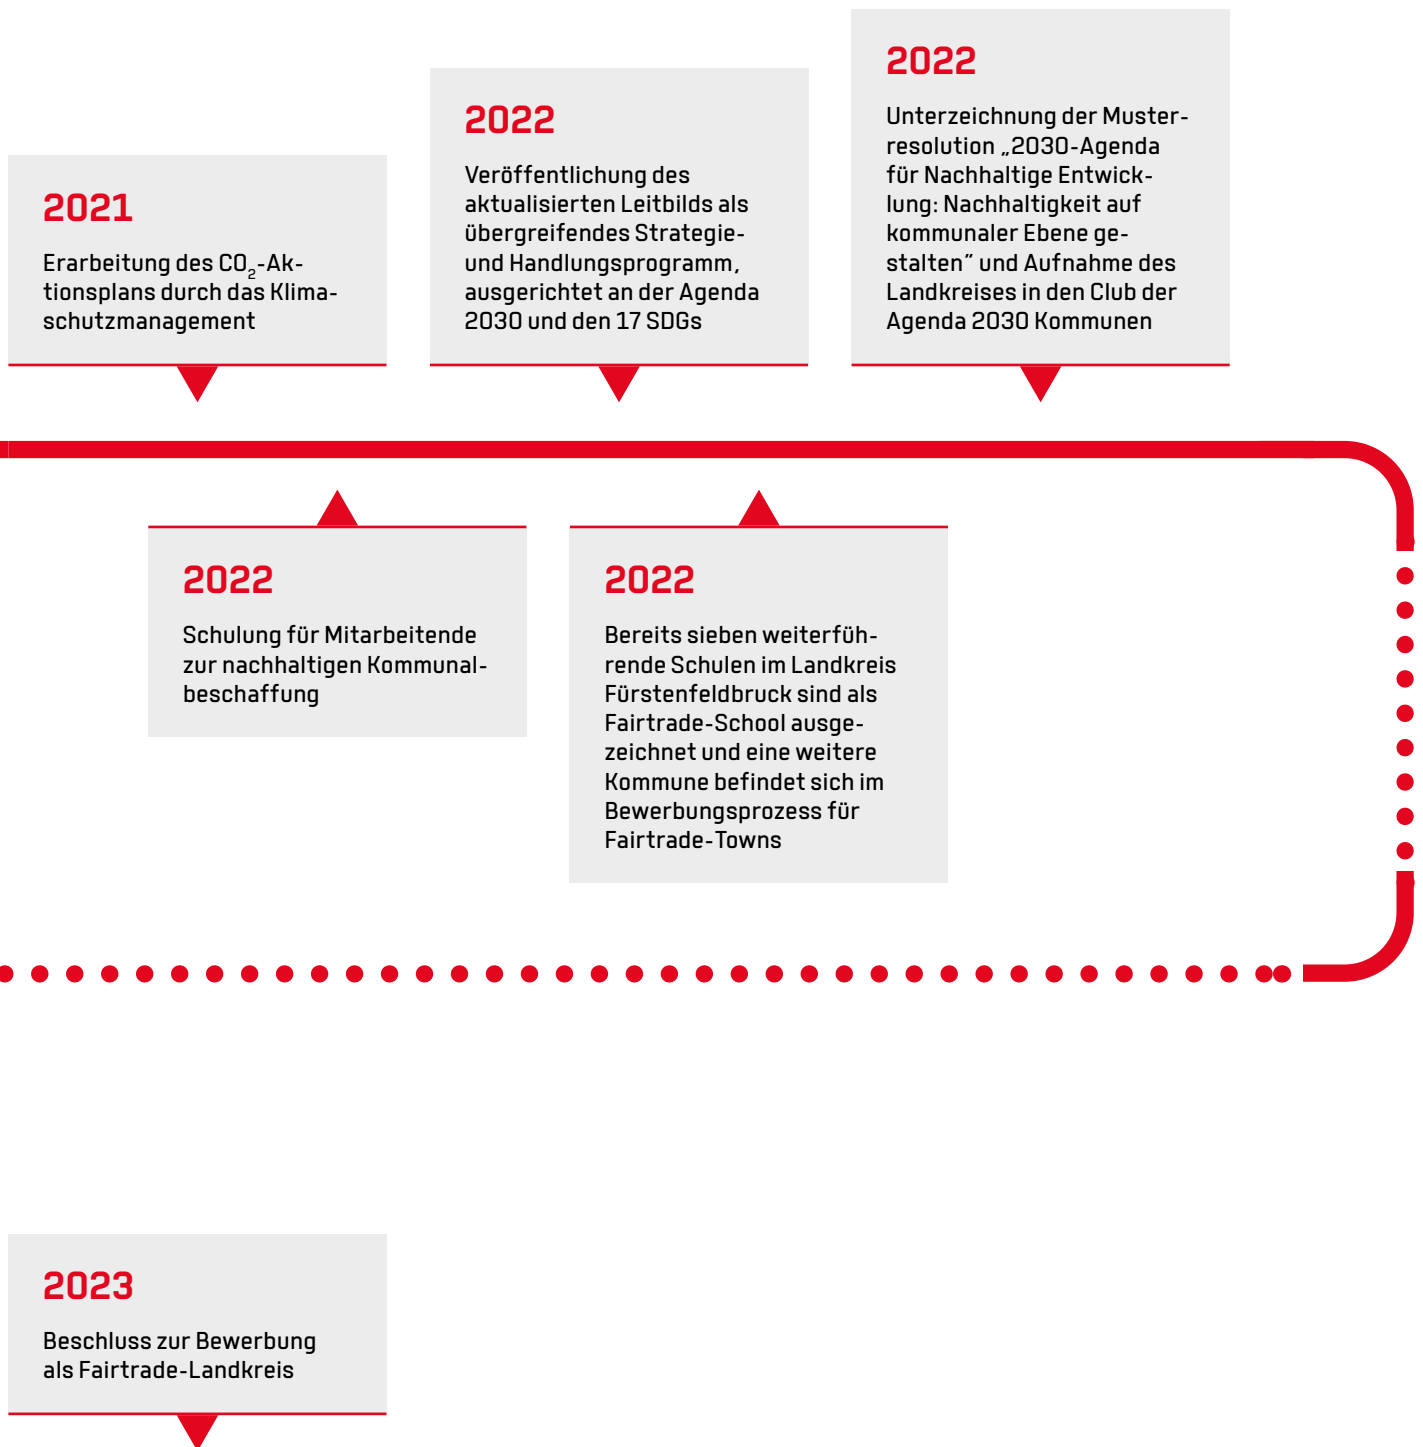 2021
Erarbeitung des CO₂-Ak-
tionsplans durch das Klima-
schutzmanagement
2022
Veröffentlichung des
aktualisierten Leitbilds als
übergreifendes Strategie-
und Handlungsprogramm,
ausgerichtet an der Agenda
2030 und den 17 SDGs
2022
Unterzeichnung der Muster-
resolution „2030-Agenda
für Nachhaltige Entwick-
lung: Nachhaltigkeit auf
kommunaler Ebene ge-
stalten“ und Aufnahme des
Landkreises in den Club der
Agenda 2030 Kommunen
2022
Schulung für Mitarbeitende
zur nachhaltigen Kommunal-
beschaffung
2022
Bereits sieben weiterfüh-
rende Schulen im Landkreis
Fürstenfeldbruck sind als
Fairtrade-School ausge-
zeichnet und eine weitere
Kommune befindet sich im
Bewerbungsprozess für
Fairtrade-Towns
2023
Beschluss zur Bewerbung
als Fairtrade-Landkreis